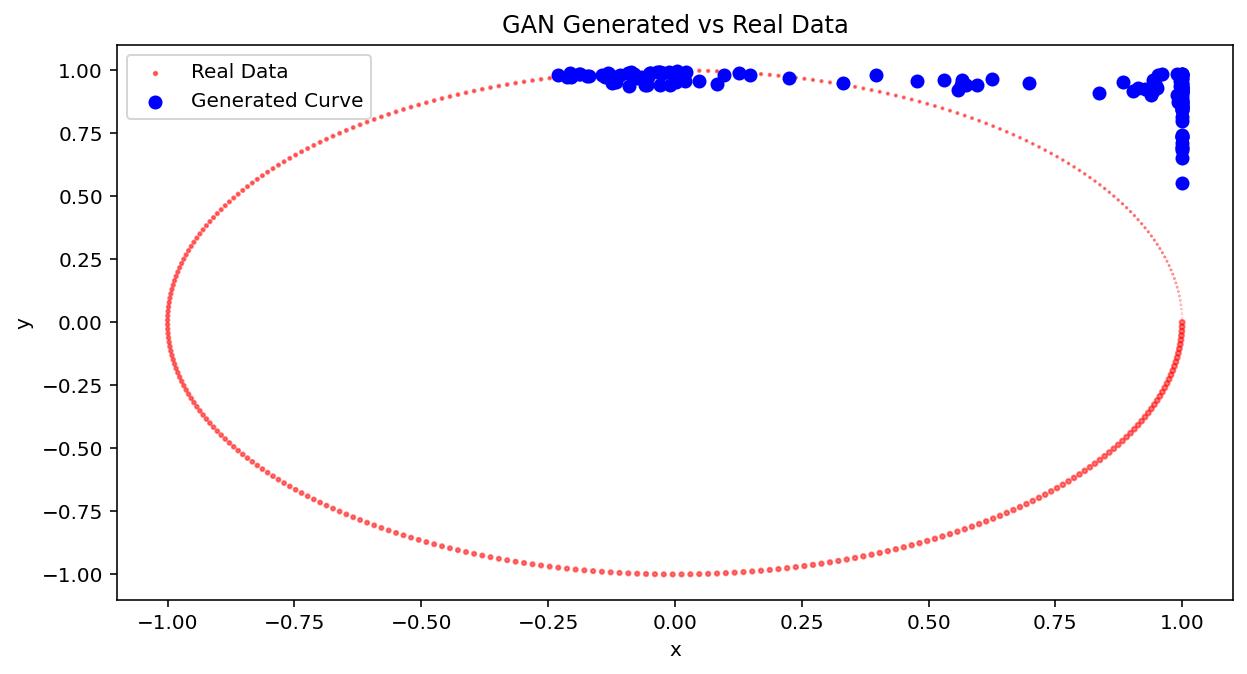 GAN Generated vs Real Data
Real Data
Generated Curve
1.00
0.75
0.50
0.25
0.00
−0.25
−0.50
−0.75
−1.00
y
−1.00 −0.75 −0.50 −0.25 0.00 0.25 0.50 0.75 1.00
x